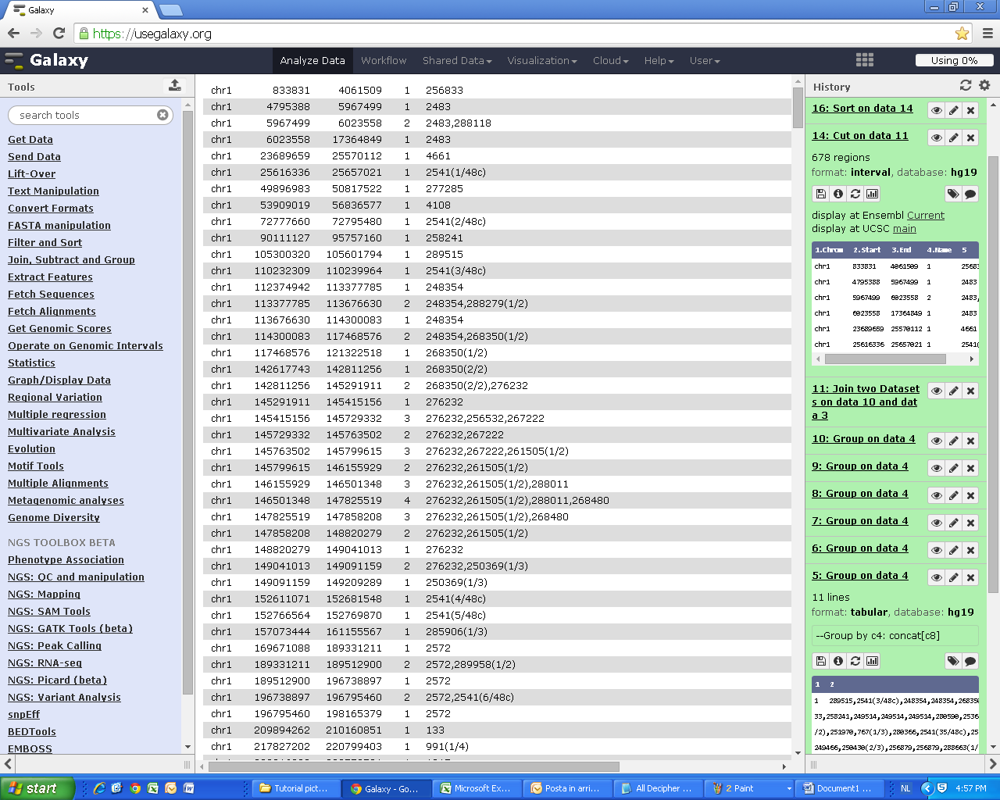 Galaxy
https://usegalaxy.org
Galaxy
Analyze Data Workflow Shared Data Visualization Cloud Help User
Using 0%
Tools
search tools
Get Data
Send Data
Lift-Over
Text Manipulation
Convert Formats
FASTA manipulation
Filter and Sort
Join, Subtract and Group
Extract Features
Fetch Sequences
Fetch Alignments
Get Genomic Scores
Operate on Genomic Intervals
Statistics
Graph/Display Data
Regional Variation
Multiple regression
Multivariate Analysis
Evolution
Motif Tools
Multiple Alignments
Metagenomic analyses
Genome Diversity
NGS TOOLBOX BETA
Phenotype Association
NGS: QC and manipulation
NGS: Mapping
NGS: SAM Tools
NGS: GATK Tools (beta)
NGS: Peak Calling
NGS: RNA-seq
NGS: Picard (beta)
NGS: Variant Analysis
snpEff
BEDTools
EMBOSS
chr1 833831 4061509 1 256833
chr1 4795388 5967499 1 2483
chr1 5967499 6023558 2 2483,288118
chr1 6023558 17364849 1 2483
chr1 23689659 25570112 1 4661
chr1 25616336 25657021 1 2541(1/48c)
chr1 49896983 50817522 1 277285
chr1 53909019 56836577 1 4108
chr1 72777660 72795480 1 2541(2/48c)
chr1 90111127 95757160 1 258241
chr1 105300320 105601794 1 289515
chr1 110232309 110239964 1 2541(3/48c)
chr1 112374942 113377785 1 248354
chr1 113377785 113676630 2 248354,288279(1/2)
chr1 113676630 114300083 1 248354
chr1 114300083 117468576 2 248354,268350(1/2)
chr1 117468576 121322518 1 268350(1/2)
chr1 142617743 142811256 1 268350(2/2)
chr1 142811256 145291911 2 268350(2/2),276232
chr1 145291911 145415156 1 276232
chr1 145415156 145729332 3 276232,256532,267222
chr1 145729332 145763502 2 276232,267222
chr1 145763502 145799615 3 276232,267222,261505(1/2)
chr1 145799615 146155929 2 276232,261505(1/2)
chr1 146155929 146501348 3 276232,261505(1/2),288011
chr1 146501348 147825519 4 276232,261505(1/2),288011,268480
chr1 147825519 147858208 3 276232,261505(1/2),268480
chr1 147858208 148820279 2 276232,261505(1/2)
chr1 148820279 149041013 1 276232
chr1 149041013 149091159 2 276232,250369(1/3)
chr1 149091159 149209289 1 250369(1/3)
chr1 152611071 152681548 1 2541(4/48c)
chr1 152766564 152769870 1 2541(5/48c)
chr1 157073444 161155567 1 285906(1/3)
chr1 169671088 189331211 1 2572
chr1 189331211 189512900 2 2572,289958(1/2)
chr1 189512900 196738897 1 2572
chr1 196738897 196795460 2 2572,2541(6/48c)
chr1 196795460 198165379 1 2572
chr1 209894262 210160851 1 133
chr1 217827202 220799403 1 991(1/4)
History
16: Sort on data 14
14: Cut on data 11
678 regions
format: interval, database: hg19
display at Ensembl Current
display at UCSC main
1.Chrom 2.Start 3.End 4.Name 5
chr1 833831 4061509 1 25683
chr1 4795388 5967499 1 2483
chr1 5967499 6023558 2 2483,
chr1 6023558 17364849 1 2483
chr1 23689659 25570112 1 4661
chr1 25616336 25657021 1 2541(
11: Join two Dataset
s on data 10 and dat
a 3
10: Group on data 4
9: Group on data 4
8: Group on data 4
7: Group on data 4
6: Group on data 4
5: Group on data 4
11 lines
format: tabular, database: hg19
--Group by c4: concat[c8]
1 2
1 289515,2541(3/48c),248354,248354,268350
33,258241,249514,249514,249514,280590,2536
/2),251970,767(1/3),280366,2541(35/48c),25
249466,250430(2/3),256879,256879,288663(1/
start
Tutorial pict...
Galaxy - Go...
Microsoft Ex...
Posta in arri...
All Decipher ...
2 Paint
Document1 ...
NL
4:57 PM